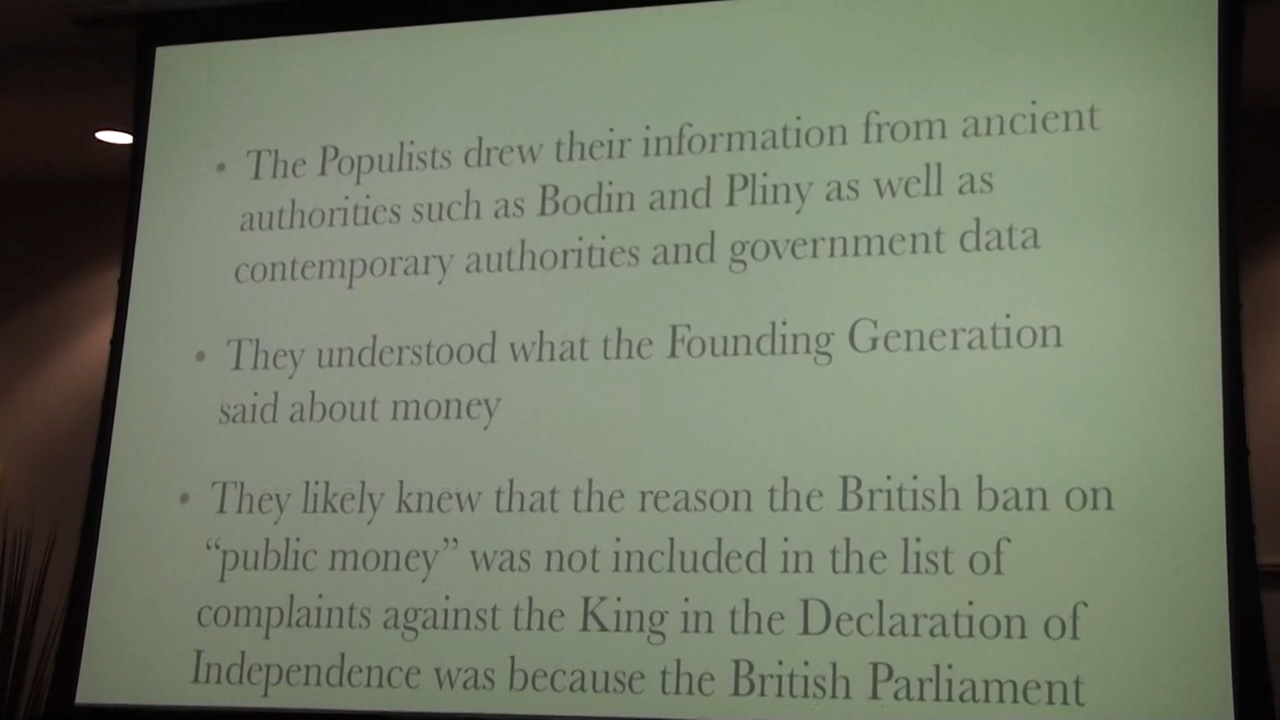 • The Populists drew their information from ancient
authorities such as Bodin and Pliny as well as
contemporary authorities and government data
• They understood what the Founding Generation
said about money
• They likely knew that the reason the British ban on
“public money” was not included in the list of
complaints against the King in the Declaration of
Independence was because the British Parliament